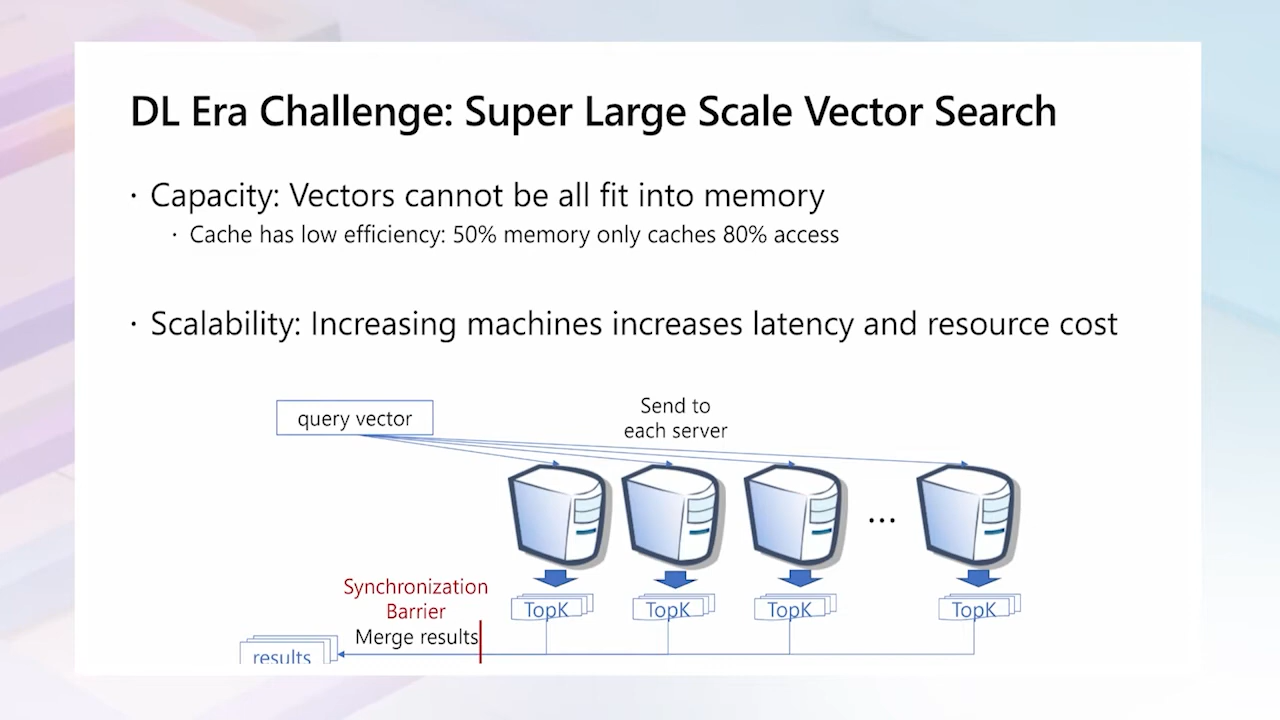 DL Era Challenge: Super Large Scale Vector Search
· Capacity: Vectors cannot be all fit into memory
· Cache has low efficiency: 50% memory only caches 80% access
· Scalability: Increasing machines increases latency and resource cost
query vector
Send to
each server
...
Synchronization
Barrier
Merge results
TopK
TopK
TopK
TopK
results